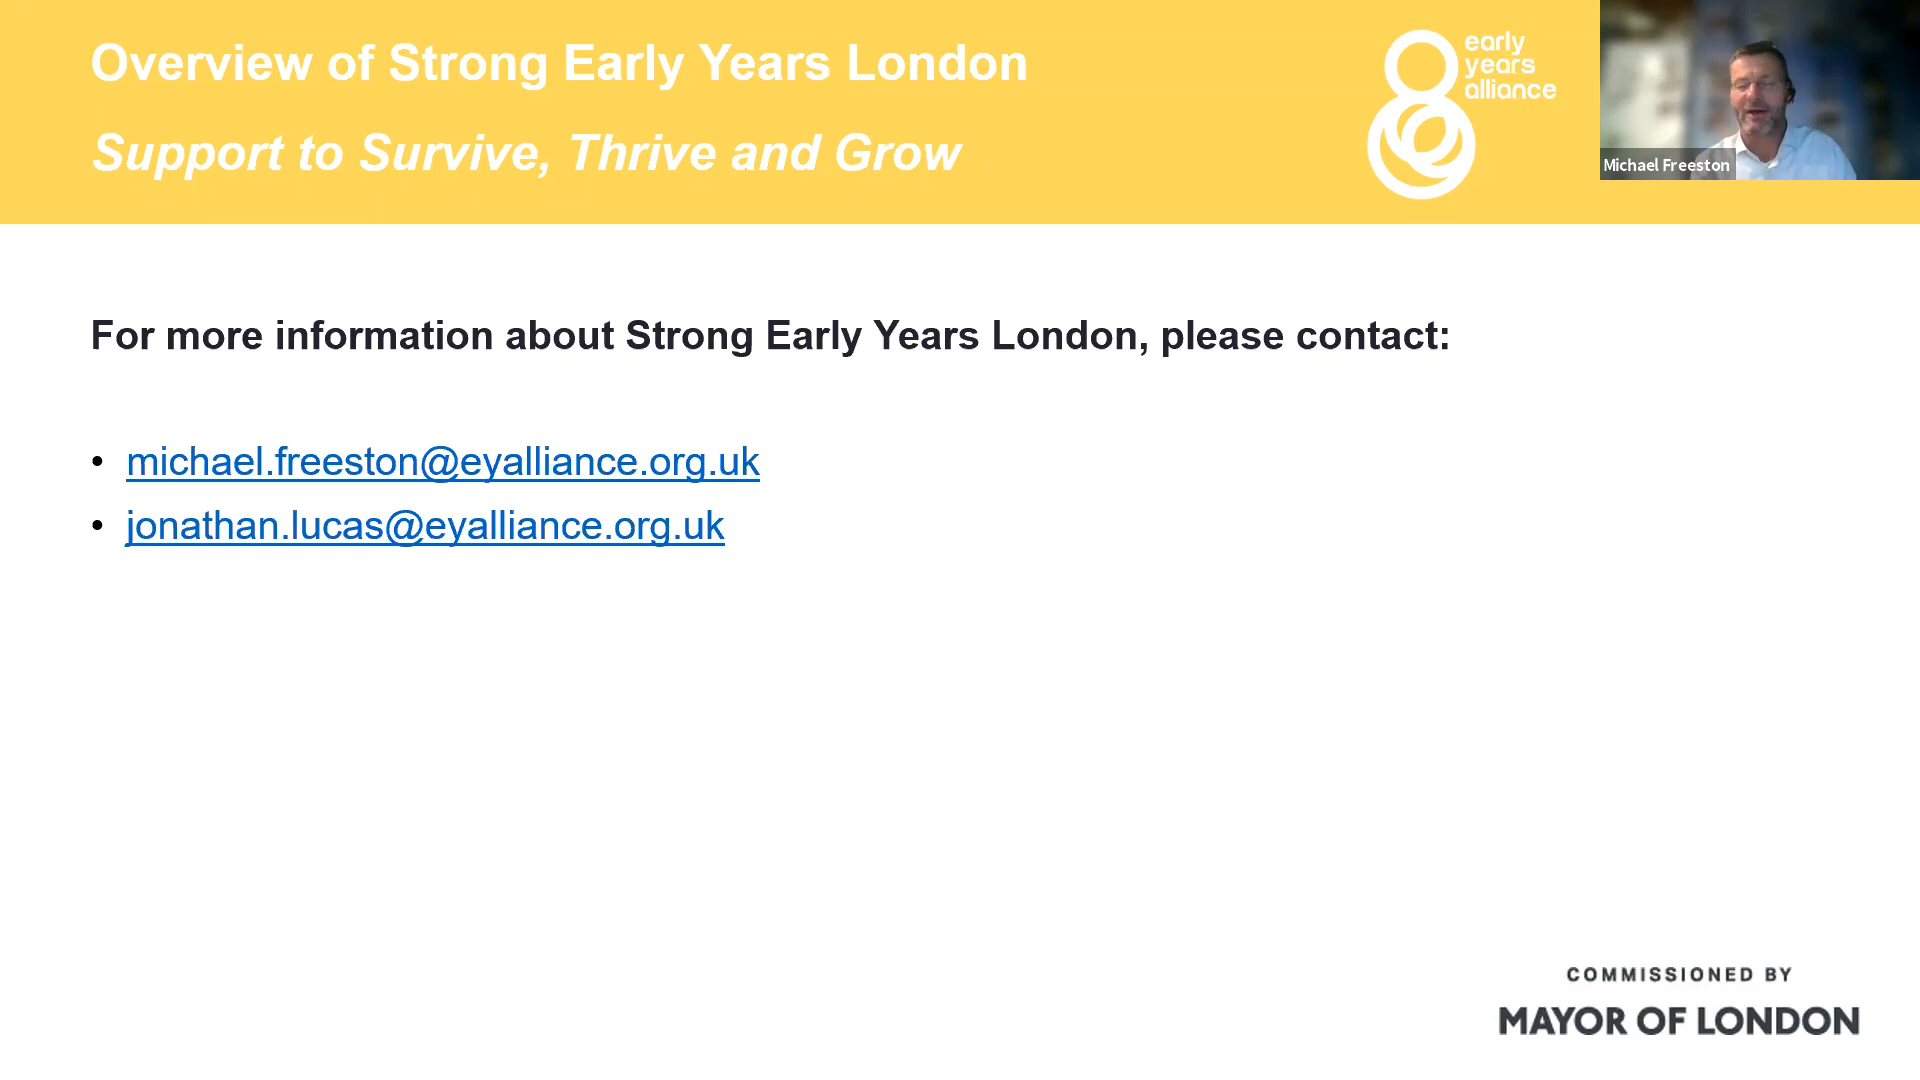 Overview of Strong Early Years London
Support to Survive, Thrive and Grow
early
years
alliance
Michael Freeston
For more information about Strong Early Years London, please contact:
• michael.freeston@eyalliance.org.uk
• jonathan.lucas@eyalliance.org.uk
COMMISSIONED BY
MAYOR OF LONDON